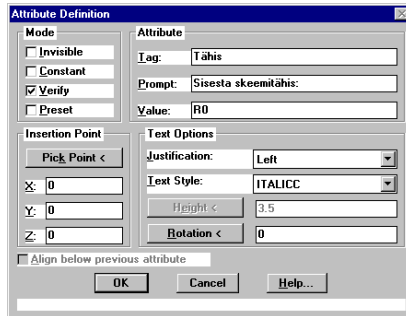 Attribute Definition
Mode
Invisible
Constant
Verify
Preset
Attribute
Tag: Tähis
Prompt: Sisesta skeemitähis:
Value: R0
Insertion Point
Pick Point <
X: 0
Y: 0
Z: 0
Text Options
Justification: Left
Text Style: ITALICC
Height < 3.5
Rotation < 0
Align below previous attribute
OK Cancel Help...